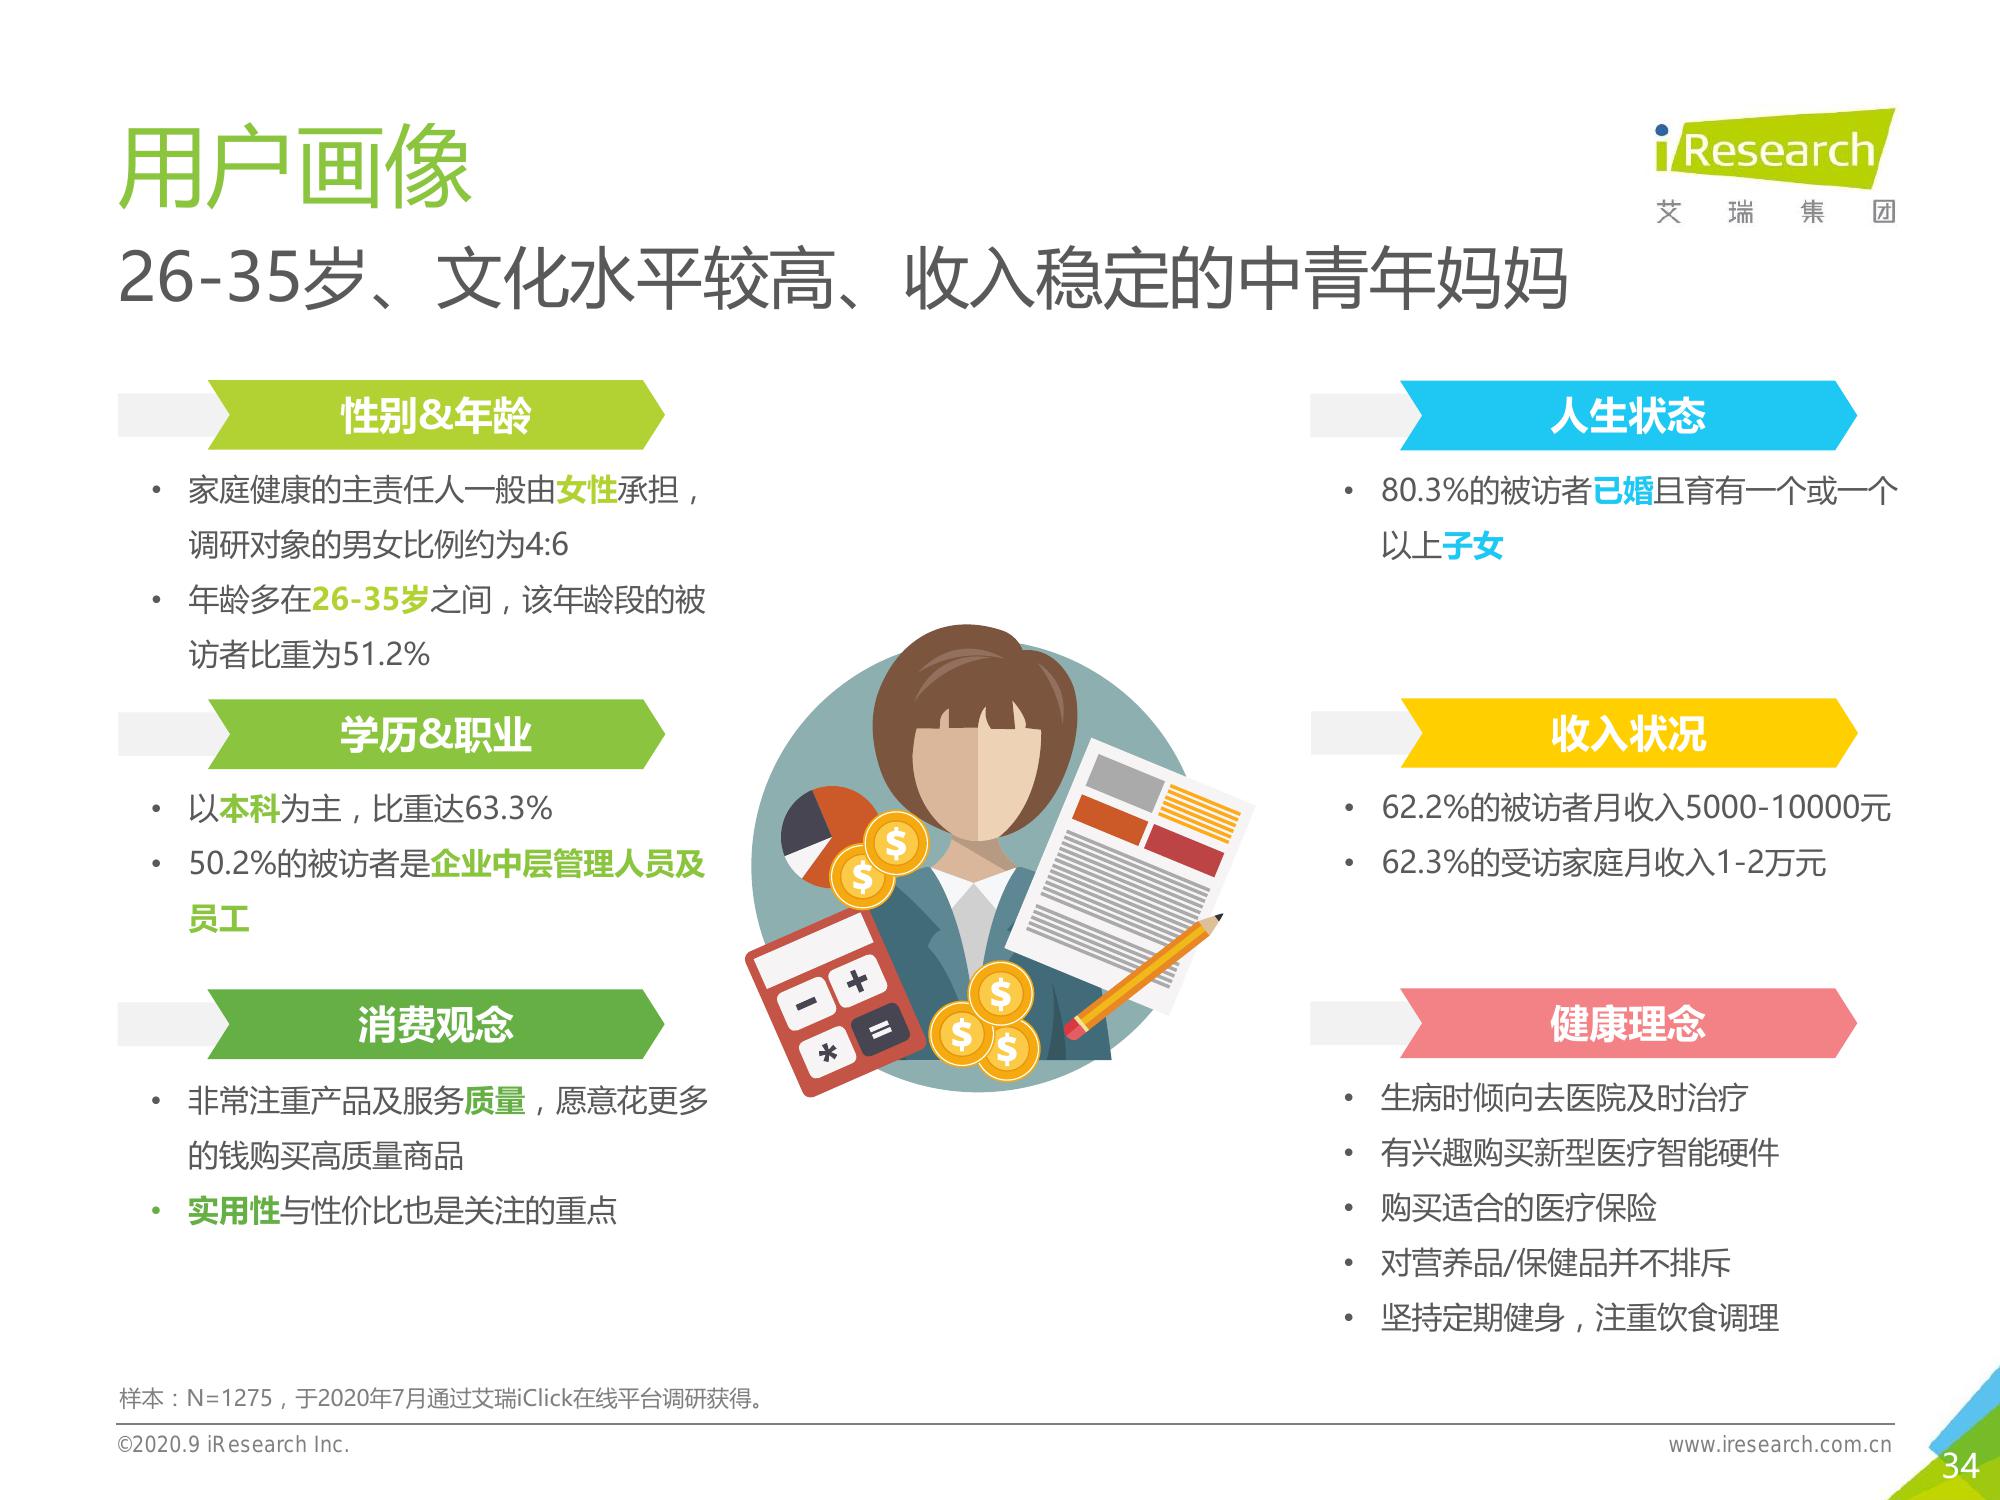 用户画像
iResearch
艾瑞集团
26-35岁、文化水平较高、收入稳定的中青年妈妈
性别&年龄
• 家庭健康的主责任人一般由女性承担，
调研对象的男女比例约为4:6
• 年龄多在26-35岁之间，该年龄段的被
访者比重为51.2%
学历&职业
• 以本科为主，比重达63.3%
• 50.2%的被访者是企业中层管理人员及
员工
消费观念
• 非常注重产品及服务质量，愿意花更多
的钱购买高质量商品
• 实用性与性价比也是关注的重点
人生状态
• 80.3%的被访者已婚且育有一个或一个
以上子女
收入状况
• 62.2%的被访者月收入5000-10000元
• 62.3%的受访家庭月收入1-2万元
健康理念
• 生病时倾向去医院及时治疗
• 有兴趣购买新型医疗智能硬件
• 购买适合的医疗保险
• 对营养品/保健品并不排斥
• 坚持定期健身，注重饮食调理
样本：N=1275，于2020年7月通过艾瑞iClick在线平台调研获得。
©2020.9 iResearch Inc.
www.iresearch.com.cn
34